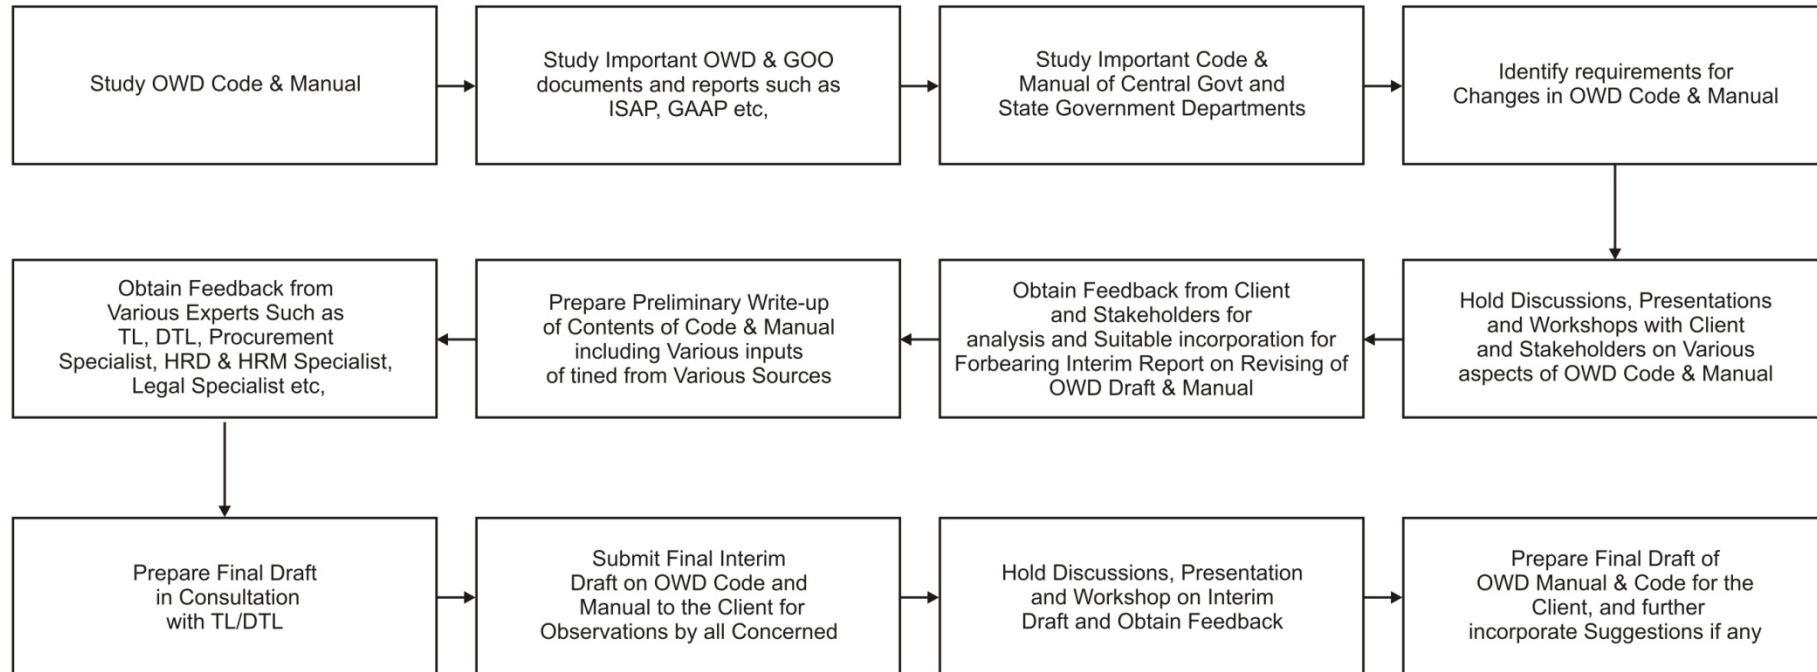 Study OWD Code & Manual
Study Important OWD & GOO
documents and reports such as
ISAP, GAAP etc,
Study Important Code &
Manual of Central Govt and
State Government Departments
Identify requirements for
Changes in OWD Code & Manual
Hold Discussions, Presentations
and Workshops with Client
and Stakeholders on Various
aspects of OWD Code & Manual
Obtain Feedback from Client
and Stakeholders for
analysis and Suitable incorporation for
Forbearing Interim Report on Revising of
OWD Draft & Manual
Prepare Preliminary Write-up
of Contents of Code & Manual
including Various inputs
of tined from Various Sources
Obtain Feedback from
Various Experts Such as
TL, DTL, Procurement
Specialist, HRD & HRM Specialist,
Legal Specialist etc,
Prepare Final Draft
in Consultation
with TL/DTL
Submit Final Interim
Draft on OWD Code and
Manual to the Client for
Observations by all Concerned
Hold Discussions, Presentation
and Workshop on Interim
Draft and Obtain Feedback
Prepare Final Draft of
OWD Manual & Code for the
Client, and further
incorporate Suggestions if any